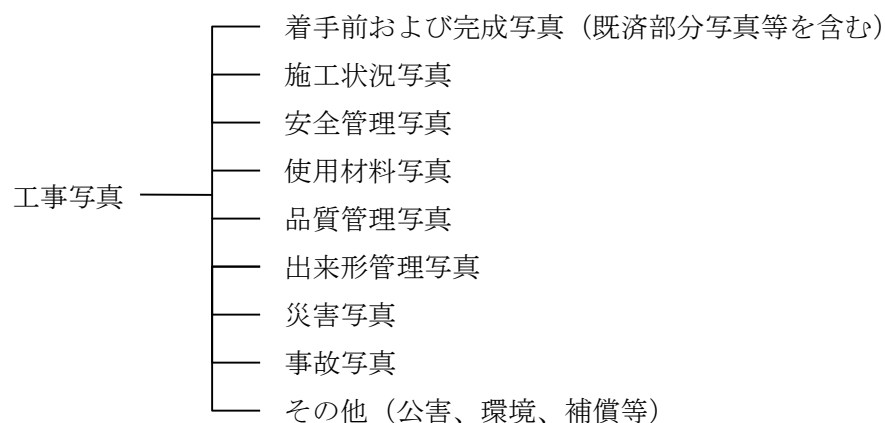 着手前および完成写真（既済部分写真等を含む）
施工状況写真
安全管理写真
使用材料写真
工事写真
品質管理写真
出来形管理写真
災害写真
事故写真
その他（公害、環境、補償等）